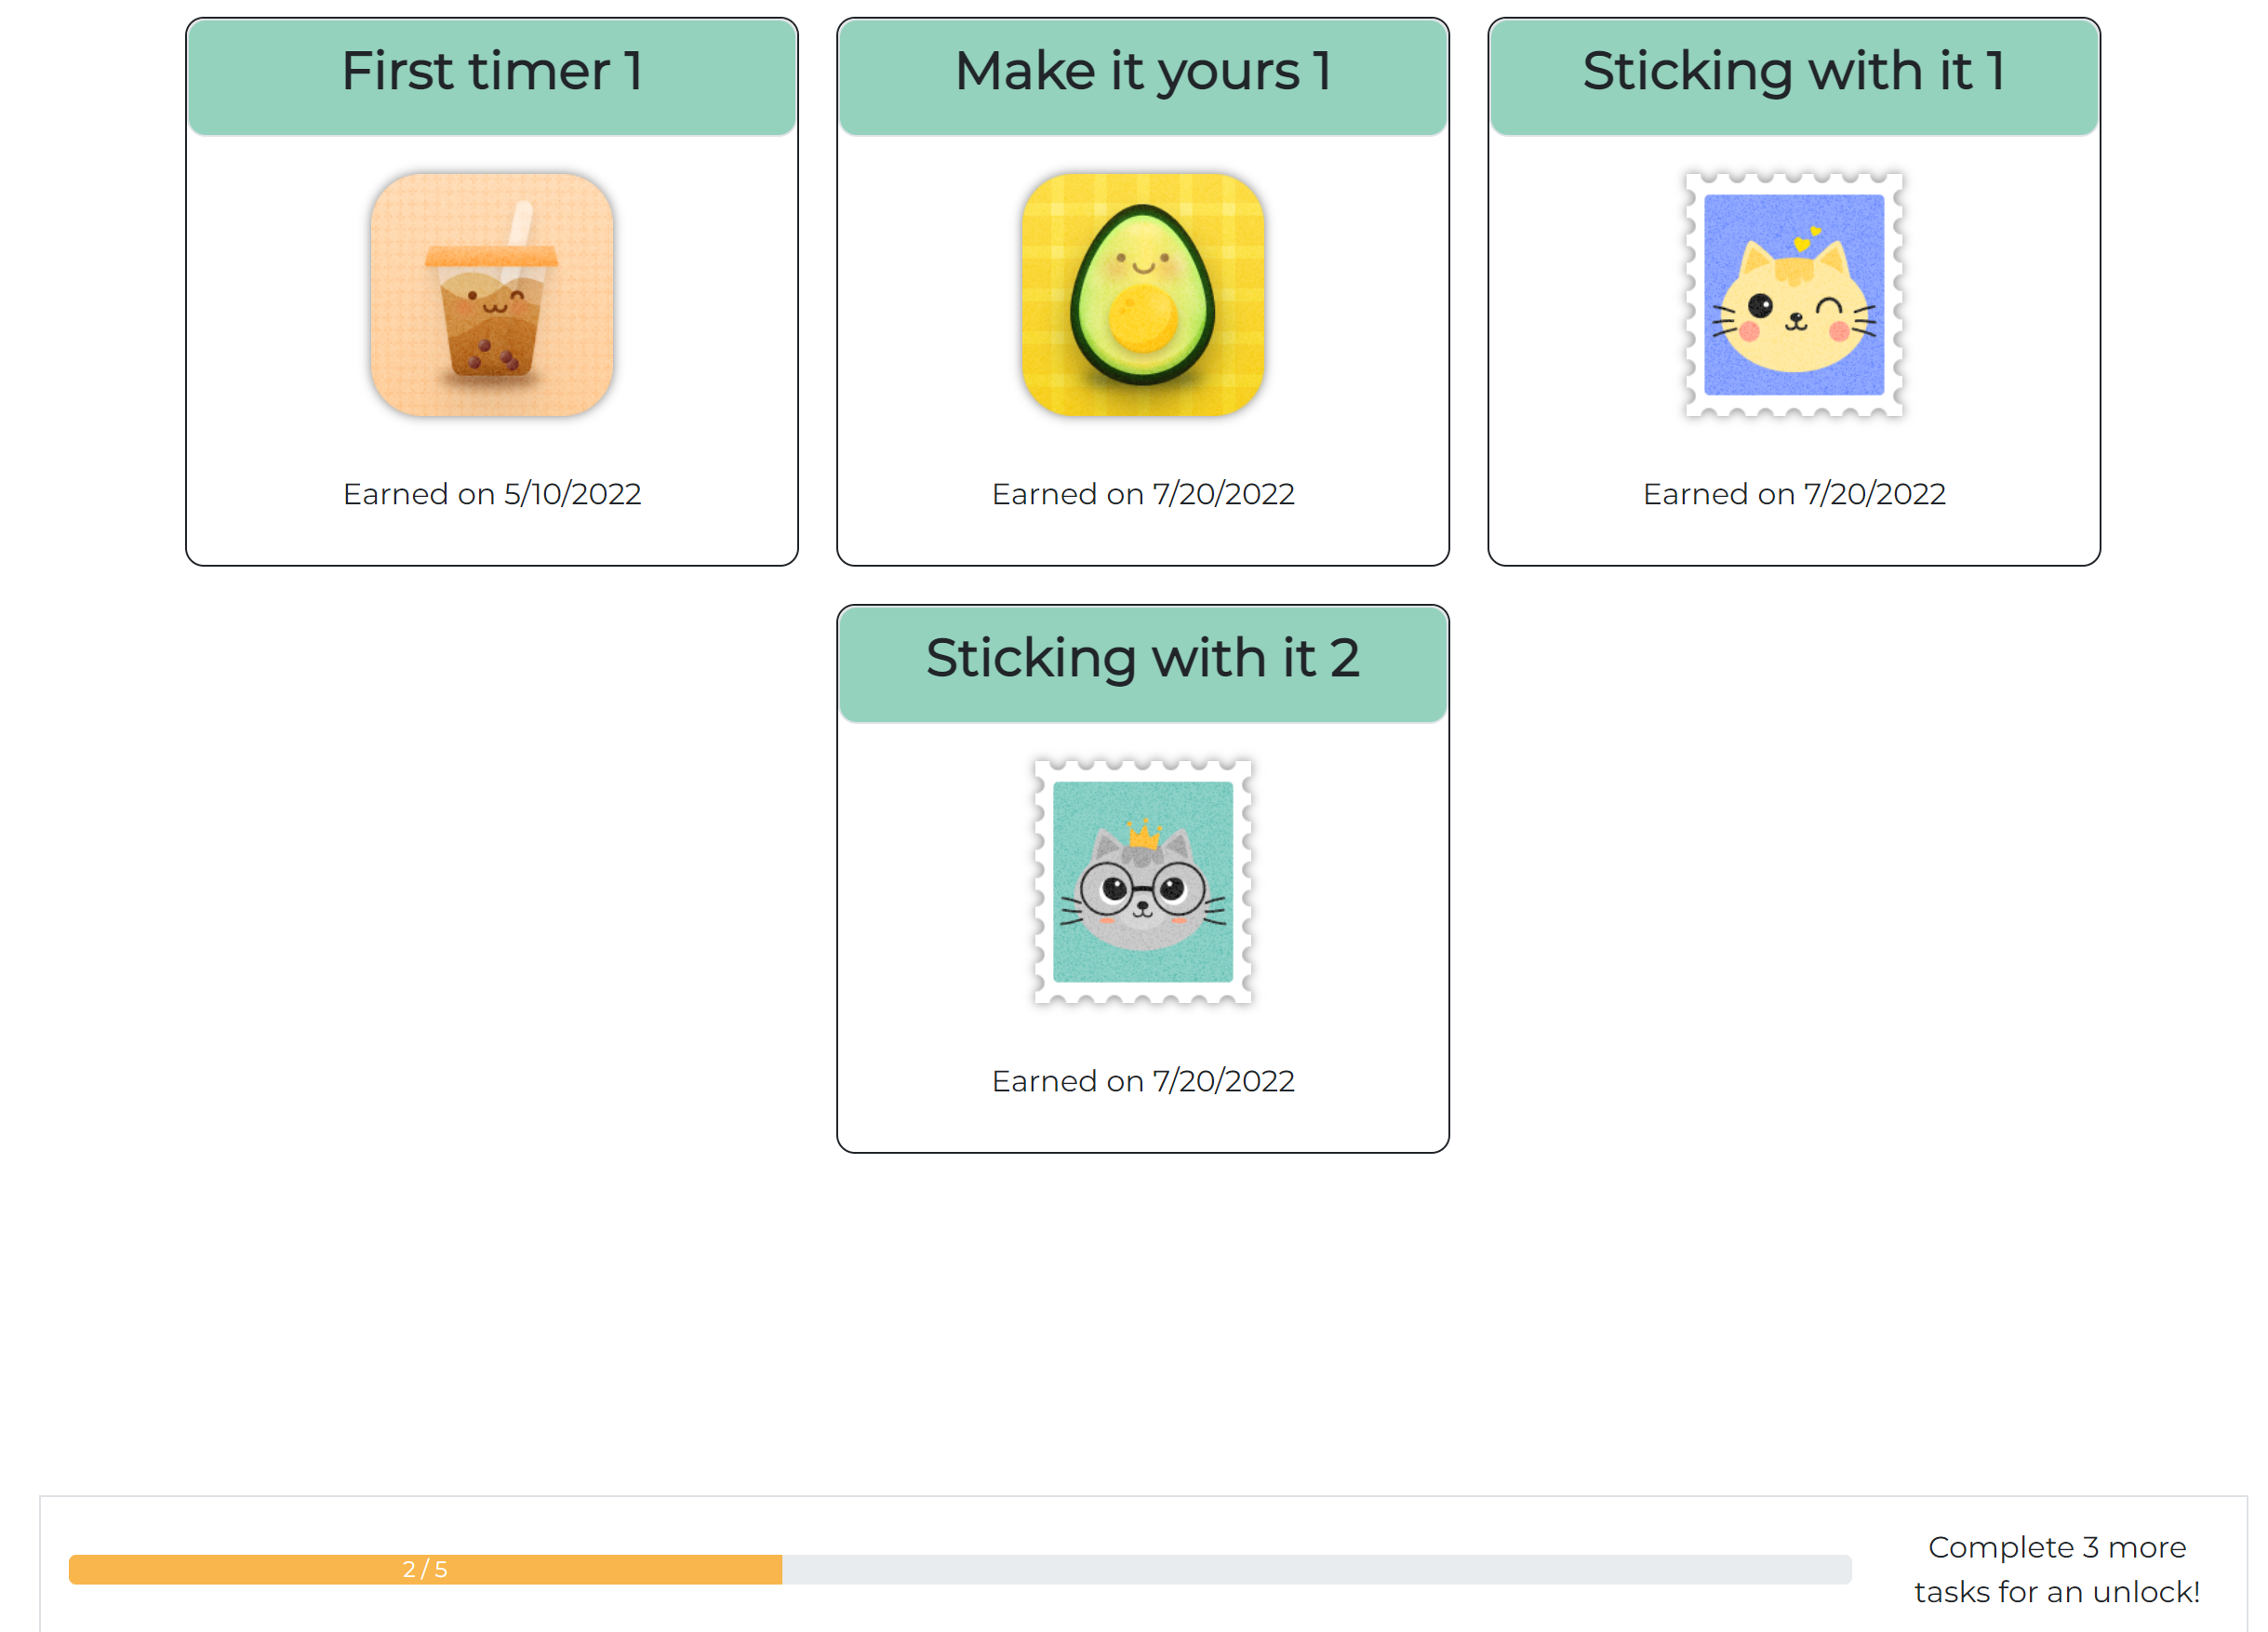 First timer 1
Make it yours 1
Sticking with it 1
Earned on 5/10/2022
Earned on 7/20/2022
Earned on 7/20/2022
Sticking with it 2
Earned on 7/20/2022
2 / 5
Complete 3 more
tasks for an unlock!